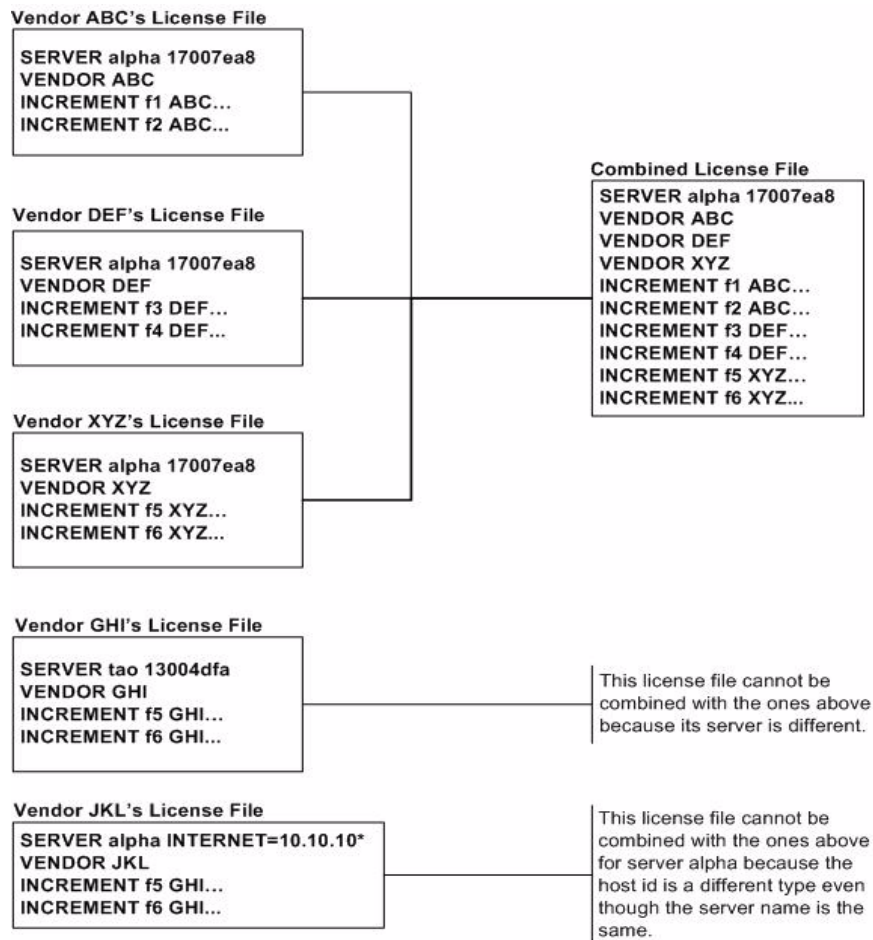 Vendor ABC's License File
SERVER alpha 17007ea8
VENDOR ABC
INCREMENT f1 ABC...
INCREMENT f2 ABC...
Vendor DEF's License File
SERVER alpha 17007ea8
VENDOR DEF
INCREMENT f3 DEF...
INCREMENT f4 DEF...
Vendor XYZ's License File
SERVER alpha 17007ea8
VENDOR XYZ
INCREMENT f5 XYZ...
INCREMENT f6 XYZ...
Combined License File
SERVER alpha 17007ea8
VENDOR ABC
VENDOR DEF
VENDOR XYZ
INCREMENT f1 ABC...
INCREMENT f2 ABC...
INCREMENT f3 DEF...
INCREMENT f4 DEF...
INCREMENT f5 XYZ...
INCREMENT f6 XYZ...
Vendor GHI's License File
SERVER tao 13004dfa
VENDOR GHI
INCREMENT f5 GHI...
INCREMENT f6 GHI...
This license file cannot be
combined with the ones above
because its server is different.
Vendor JKL's License File
SERVER alpha INTERNET=10.10.10*
VENDOR JKL
INCREMENT f5 GHI...
INCREMENT f6 GHI...
This license file cannot be
combined with the ones above
for server alpha because the
host id is a different type even
though the server name is the
same.